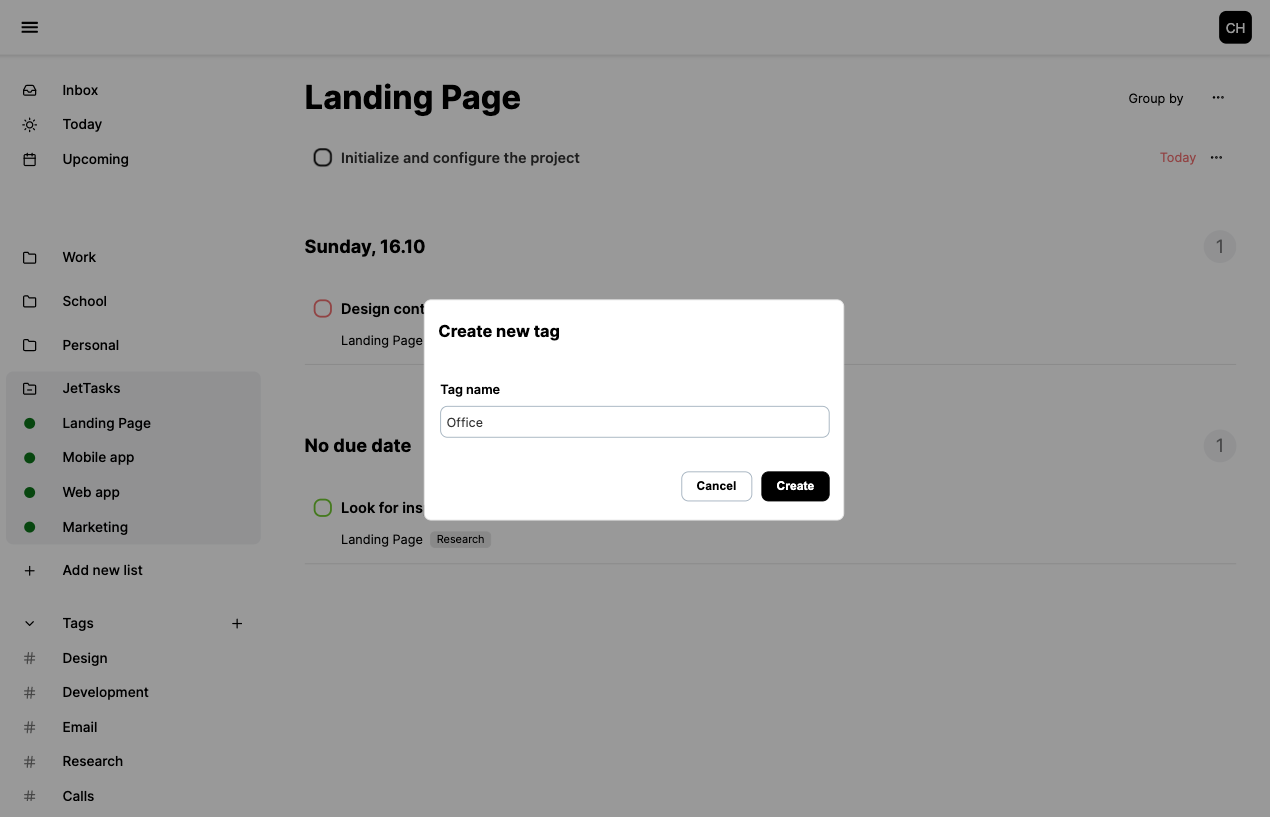 CH
Inbox
Today
Upcoming
Work
School
Personal
JetTasks
Landing Page
Mobile app
Web app
Marketing
Add new list
Tags
Design
Development
Email
Research
Calls
Landing Page
Group by
Initialize and configure the project
Today
Sunday, 16.10
1
Design cont
Landing Page
No due date
1
Look for ins
Landing Page
Research
Create new tag
Tag name
Office
Cancel
Create